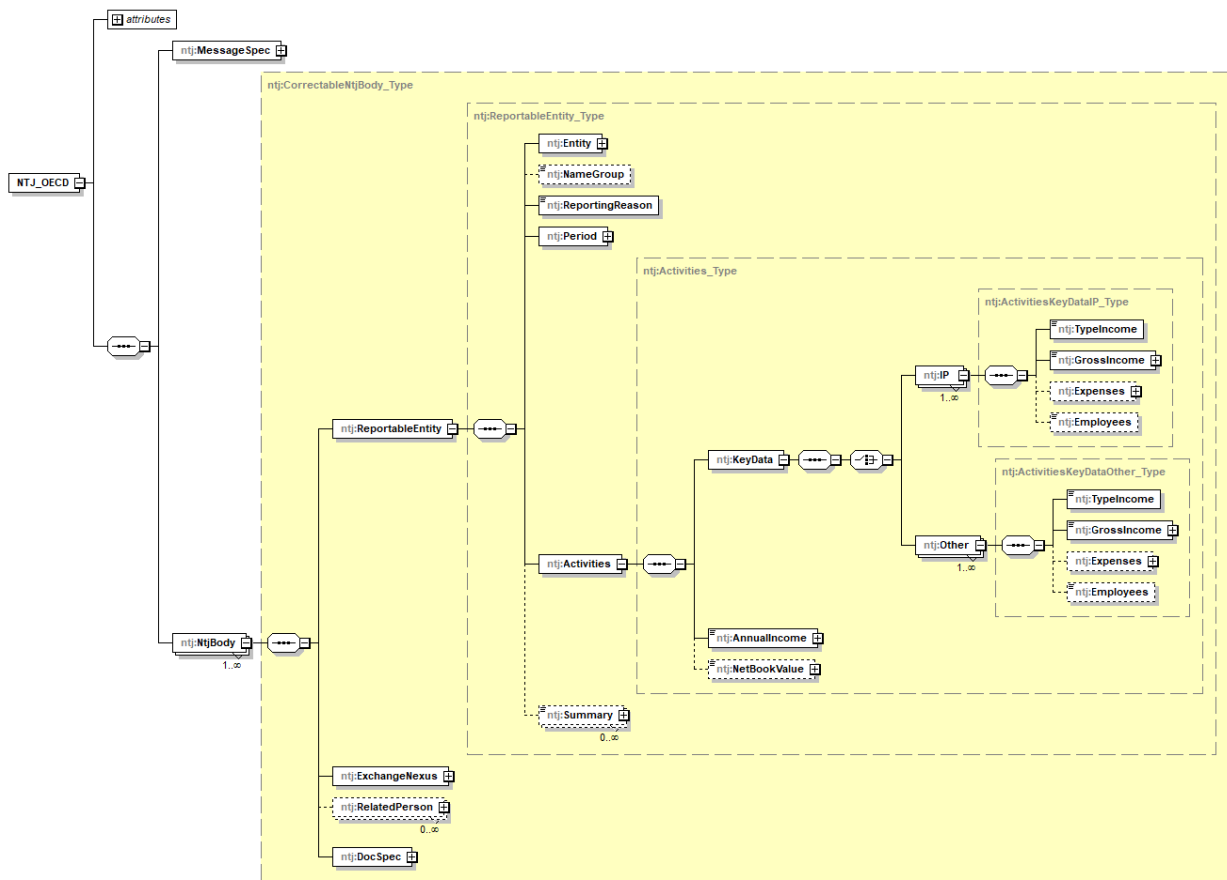 attributes
ntj:MessageSpec
ntj:CorrectableNtjBody_Type
ntj:ReportableEntity_Type
ntj:Entity
ntj:NameGroup
NTJ_OECD
ntj:ReportingReason
ntj:Period
ntj:Activities_Type
ntj:ActivitiesKeyDataIP_Type
ntj:TypeIncome
ntj:GrossIncome
ntj:IP
1..∞
ntj:Expenses
ntj:Employees
ntj:ReportableEntity
ntj:KeyData
ntj:ActivitiesKeyDataOther_Type
ntj:TypeIncome
ntj:GrossIncome
ntj:Other
1..∞
ntj:Expenses
ntj:Employees
ntj:Activities
ntj:AnnualIncome
ntj:NetBookValue
ntj:NtjBody
1..∞
ntj:Summary
0..∞
ntj:ExchangeNexus
ntj:RelatedPerson
0..∞
ntj:DocSpec